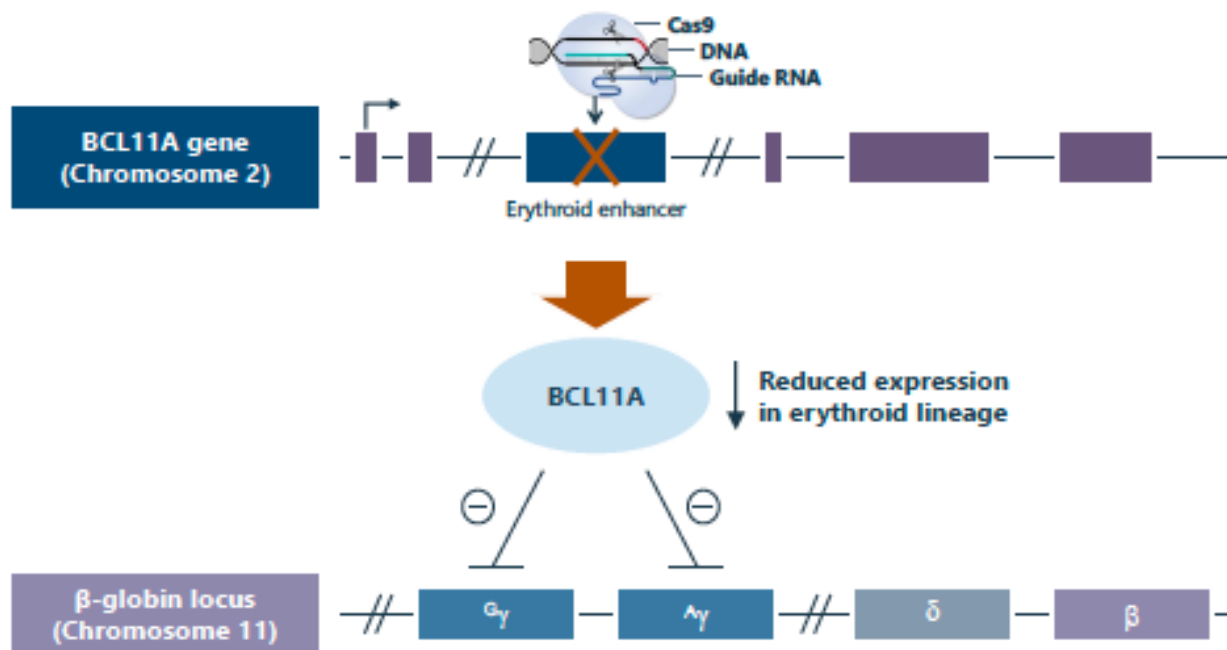 Cas9
DNA
Guide RNA
BCL11A gene
(Chromosome 2)
Erythroid enhancer
BCL11A
Reduced expression
in erythroid lineage
β-globin locus
(Chromosome 11)
Gγ
Aγ
δ
β